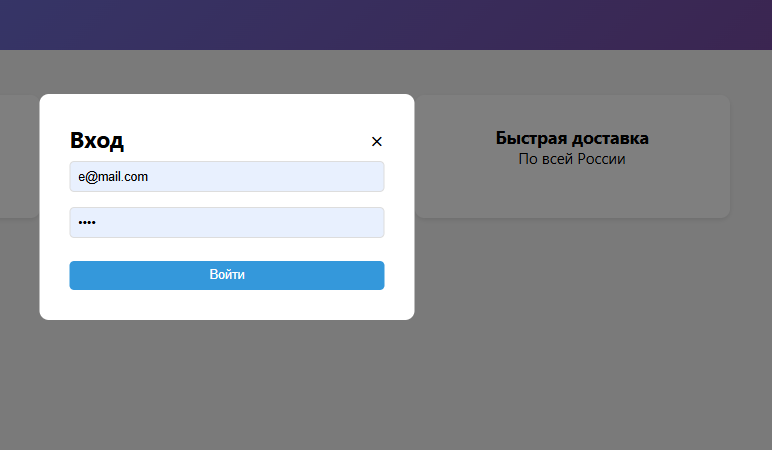 Вход
×
e@mail.com
••••
Войти
Быстрая доставка
По всей России